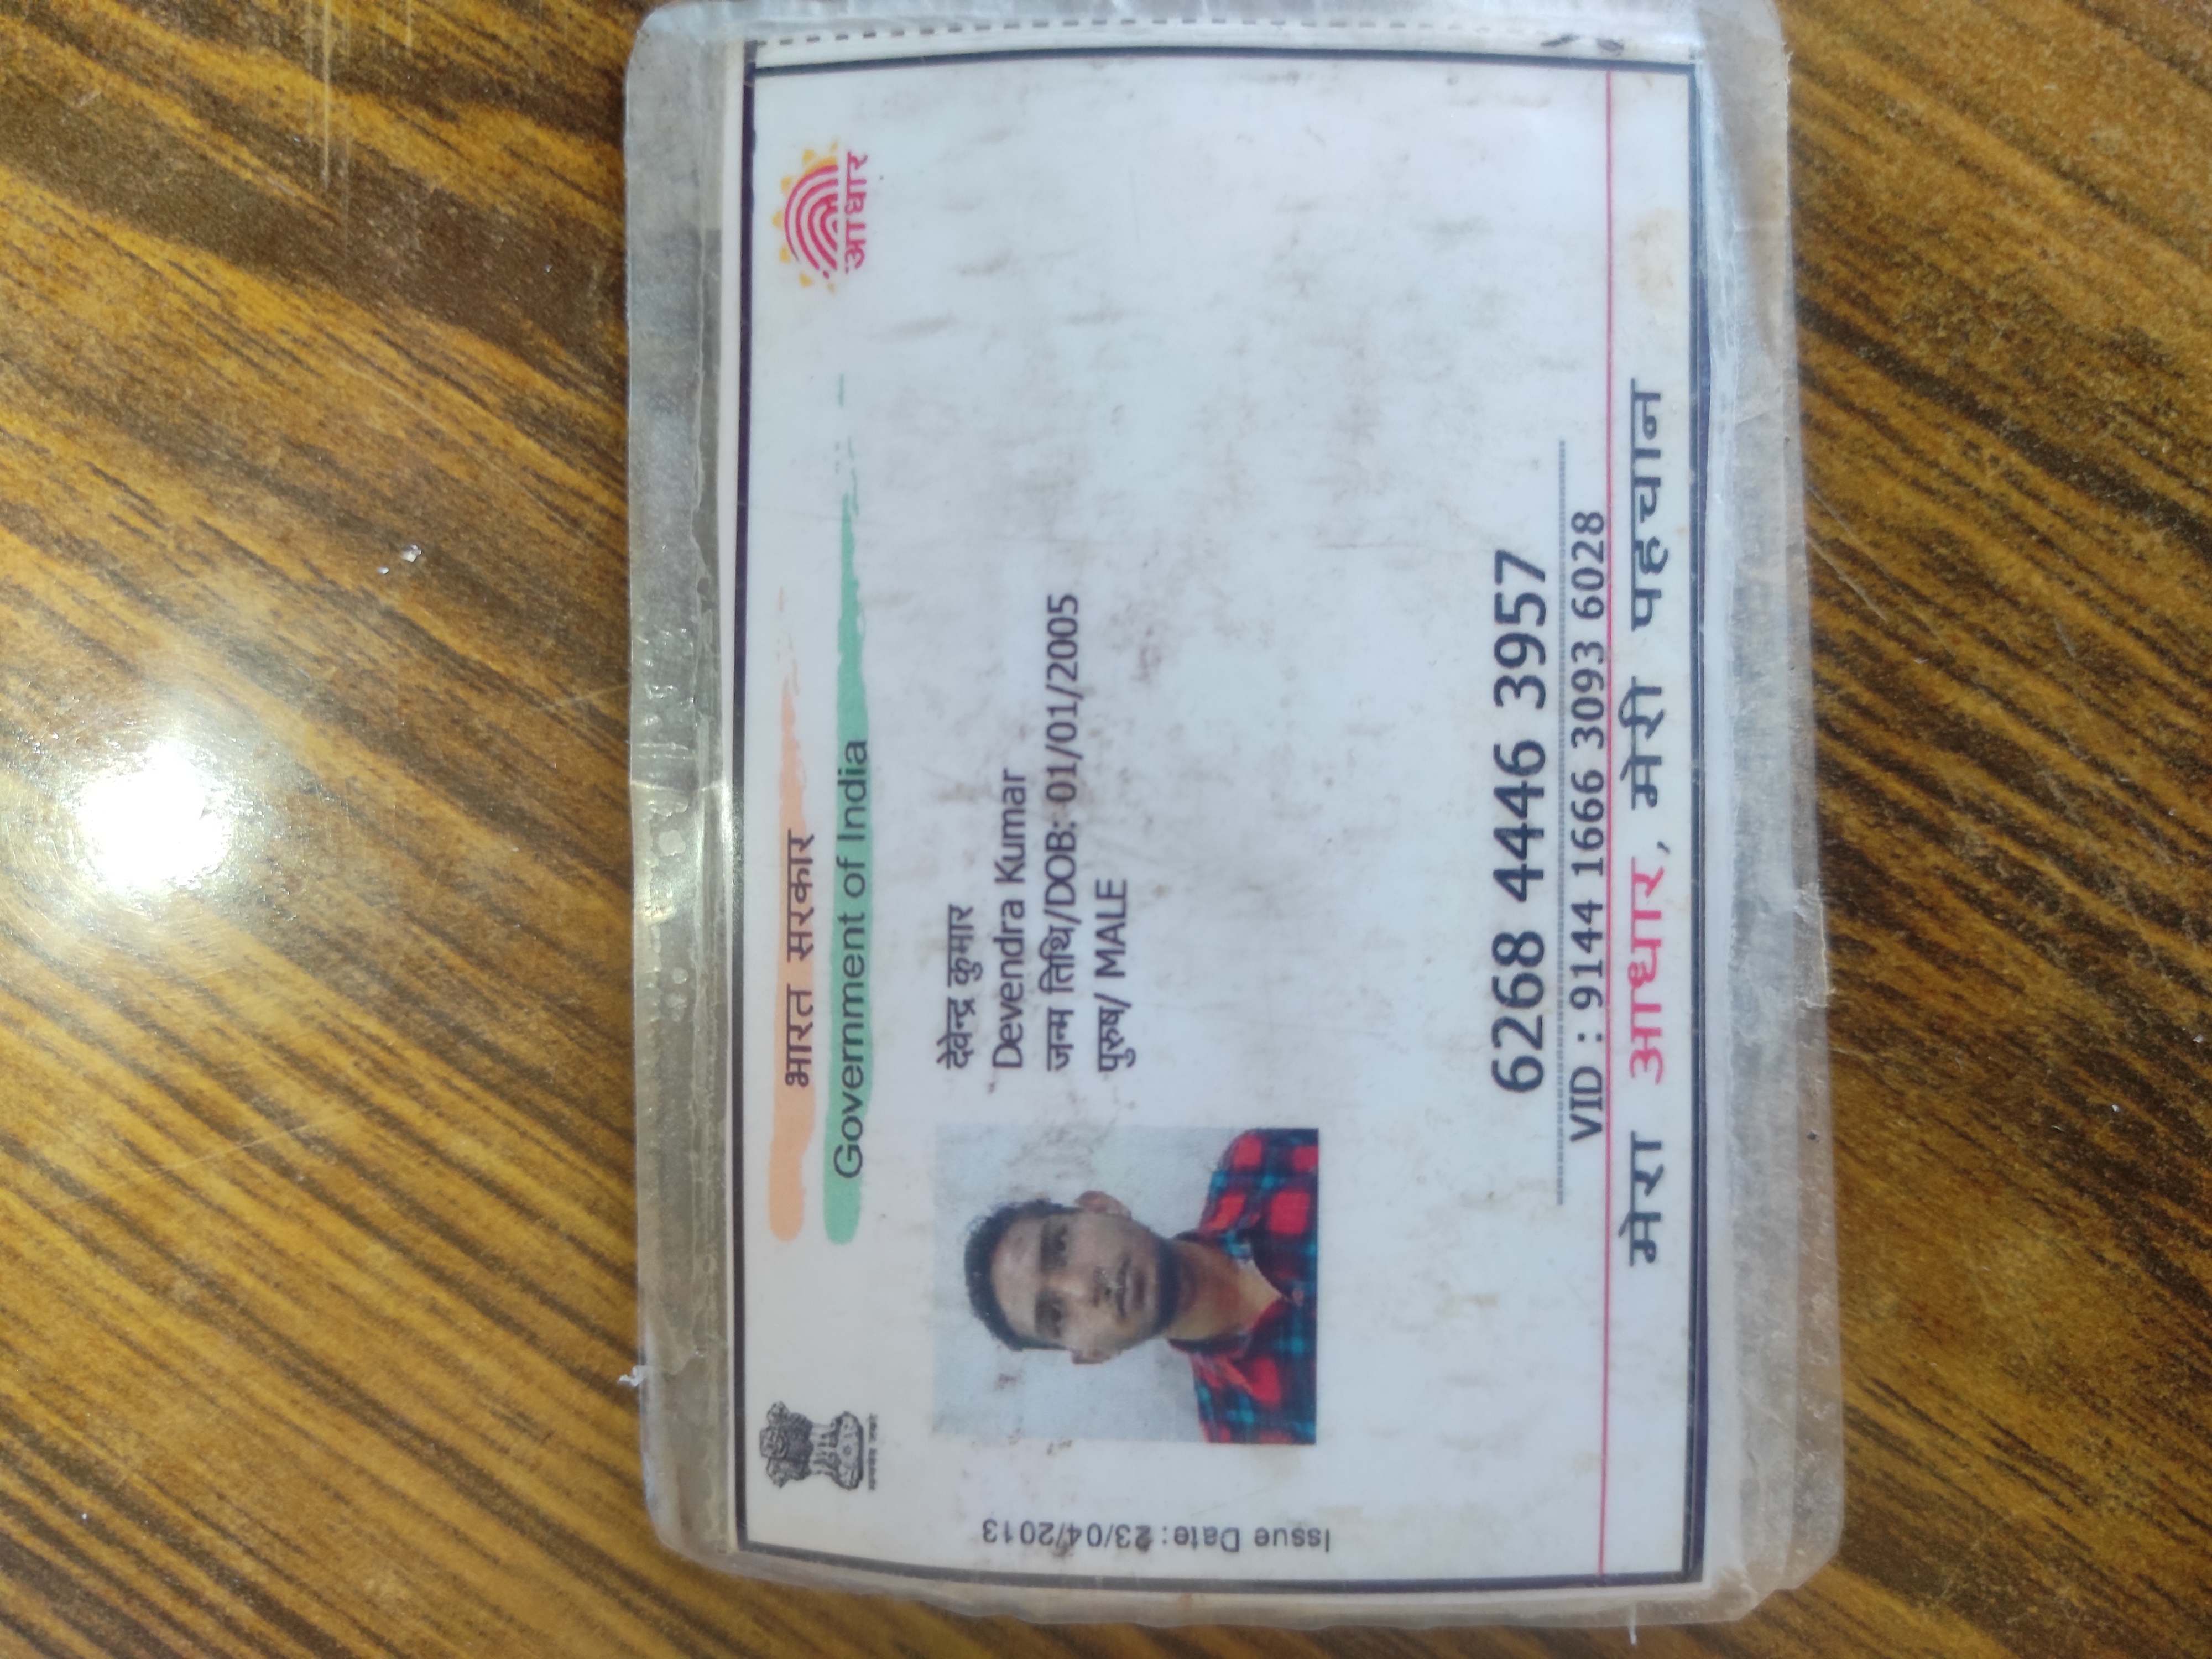 भारत सरकार
Government of India
आधार
Issue Date: 23/04/2013
देवेन्द्र कुमार
Devendra Kumar
जन्म तिथि/DOB: 01/01/2005
पुरुष/ MALE
6268 4446 3957
VID : 9144 1666 3093 6028
मेरा आधार, मेरी पहचान